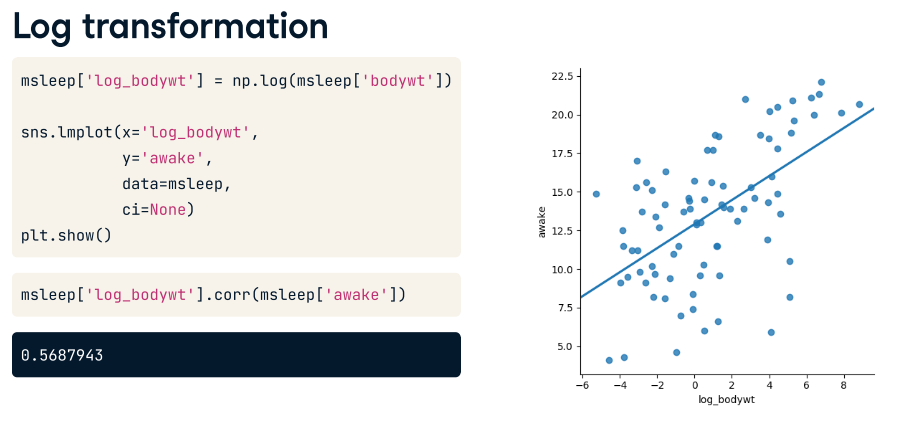 Log transformation
msleep['log_bodywt'] = np.log(msleep['bodywt'])
sns.lmplot(x='log_bodywt',
y='awake',
data=msleep,
ci=None)
plt.show()
msleep['log_bodywt'].corr(msleep['awake'])
0.5687943
22.5
20.0
17.5
15.0
12.5
10.0
7.5
5.0
awake
−6 −4 −2 0 2 4 6 8
log_bodywt